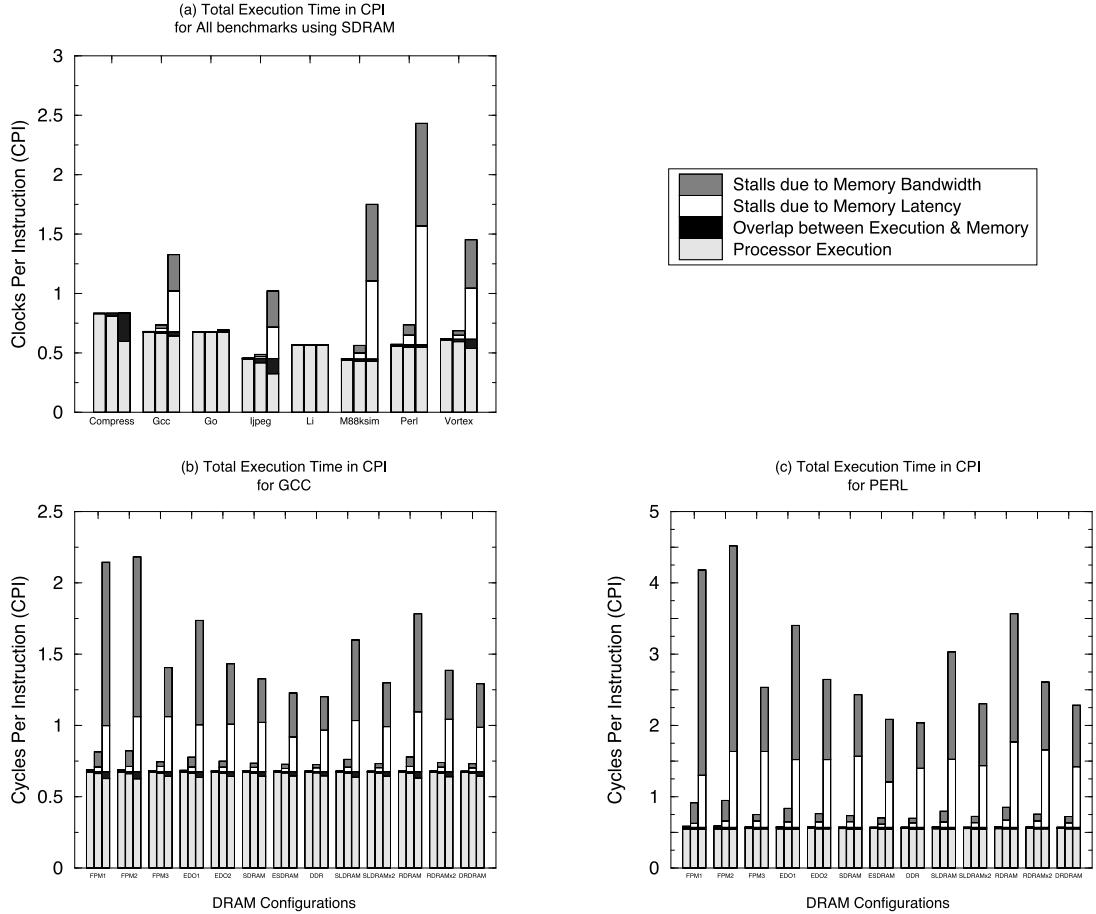 (a) Total Execution Time in CPI
for All benchmarks using SDRAM
3
2.5
2
1.5
1
0.5
0
Clocks Per Instruction (CPI)
Compress Gcc Go Ijpeg Li M88ksim Perl Vortex
Stalls due to Memory Bandwidth
Stalls due to Memory Latency
Overlap between Execution & Memory
Processor Execution
(b) Total Execution Time in CPI
for GCC
2.5
2
1.5
1
0.5
0
Cycles Per Instruction (CPI)
FPM1 FPM2 FPM3 EDO1 EDO2 SDRAM ESDRAM DDR SLDRAM SLDRAMx2 RDRAM RDRAMx2 DRDRAM
DRAM Configurations
(c) Total Execution Time in CPI
for PERL
5
4
3
2
1
0
Cycles Per Instruction (CPI)
FPM1 FPM2 FPM3 EDO1 EDO2 SDRAM ESDRAM DDR SLDRAM SLDRAMx2 RDRAM RDRAMx2 DRDRAM
DRAM Configurations